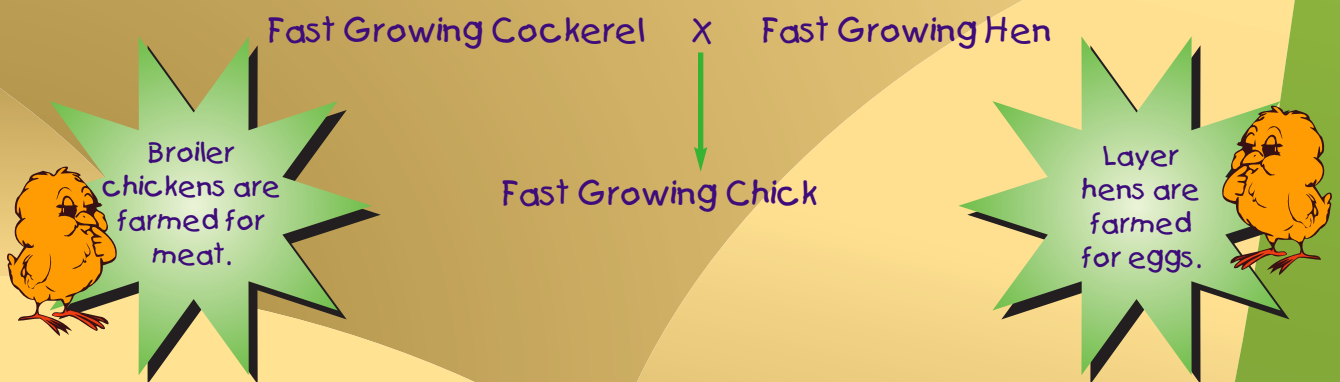 Fast Growing Cockerel X Fast Growing Hen
Fast Growing Chick
Broiler
chickens are
farmed for
meat.
Layer
hens are
farmed
for eggs.